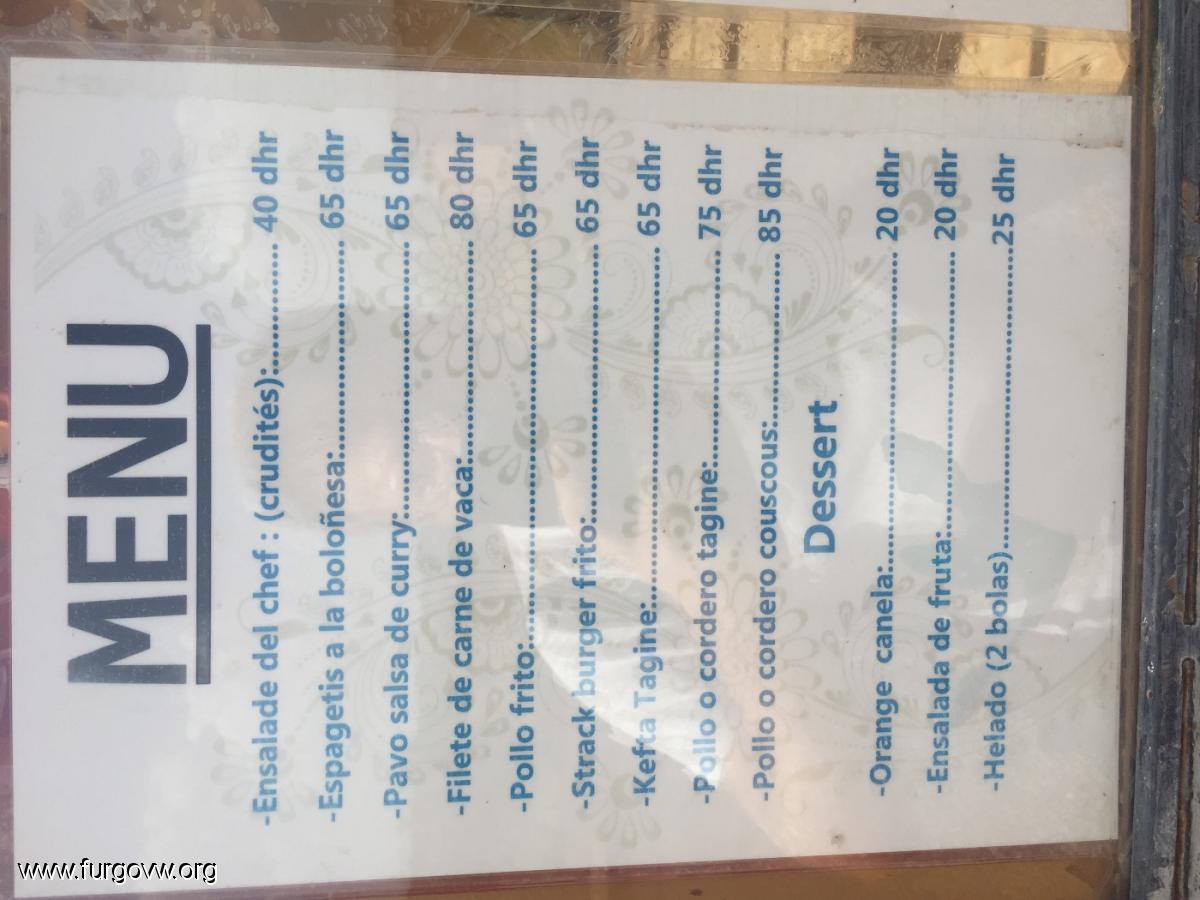 MENU
-Ensalade del chef : (crudités):............. 40 dhr
-Espagetis a la boloñesa:............................ 65 dhr
-Pavo salsa de curry:..................................... 65 dhr
-Filete de carne de vaca:............................. 80 dhr
-Pollo frito:..................................................... 65 dhr
-Strack burger frito:..................................... 65 dhr
-Kefta Tagine:................................................. 65 dhr
-Pollo o cordero tagine:............................. 75 dhr
-Pollo o cordero couscous:....................... 85 dhr
Dessert
-Orange canela:........................................... 20 dhr
-Ensalada de fruta:...................................... 20 dhr
-Helado (2 bolas)........................................25 dhr
www.furgovw.org